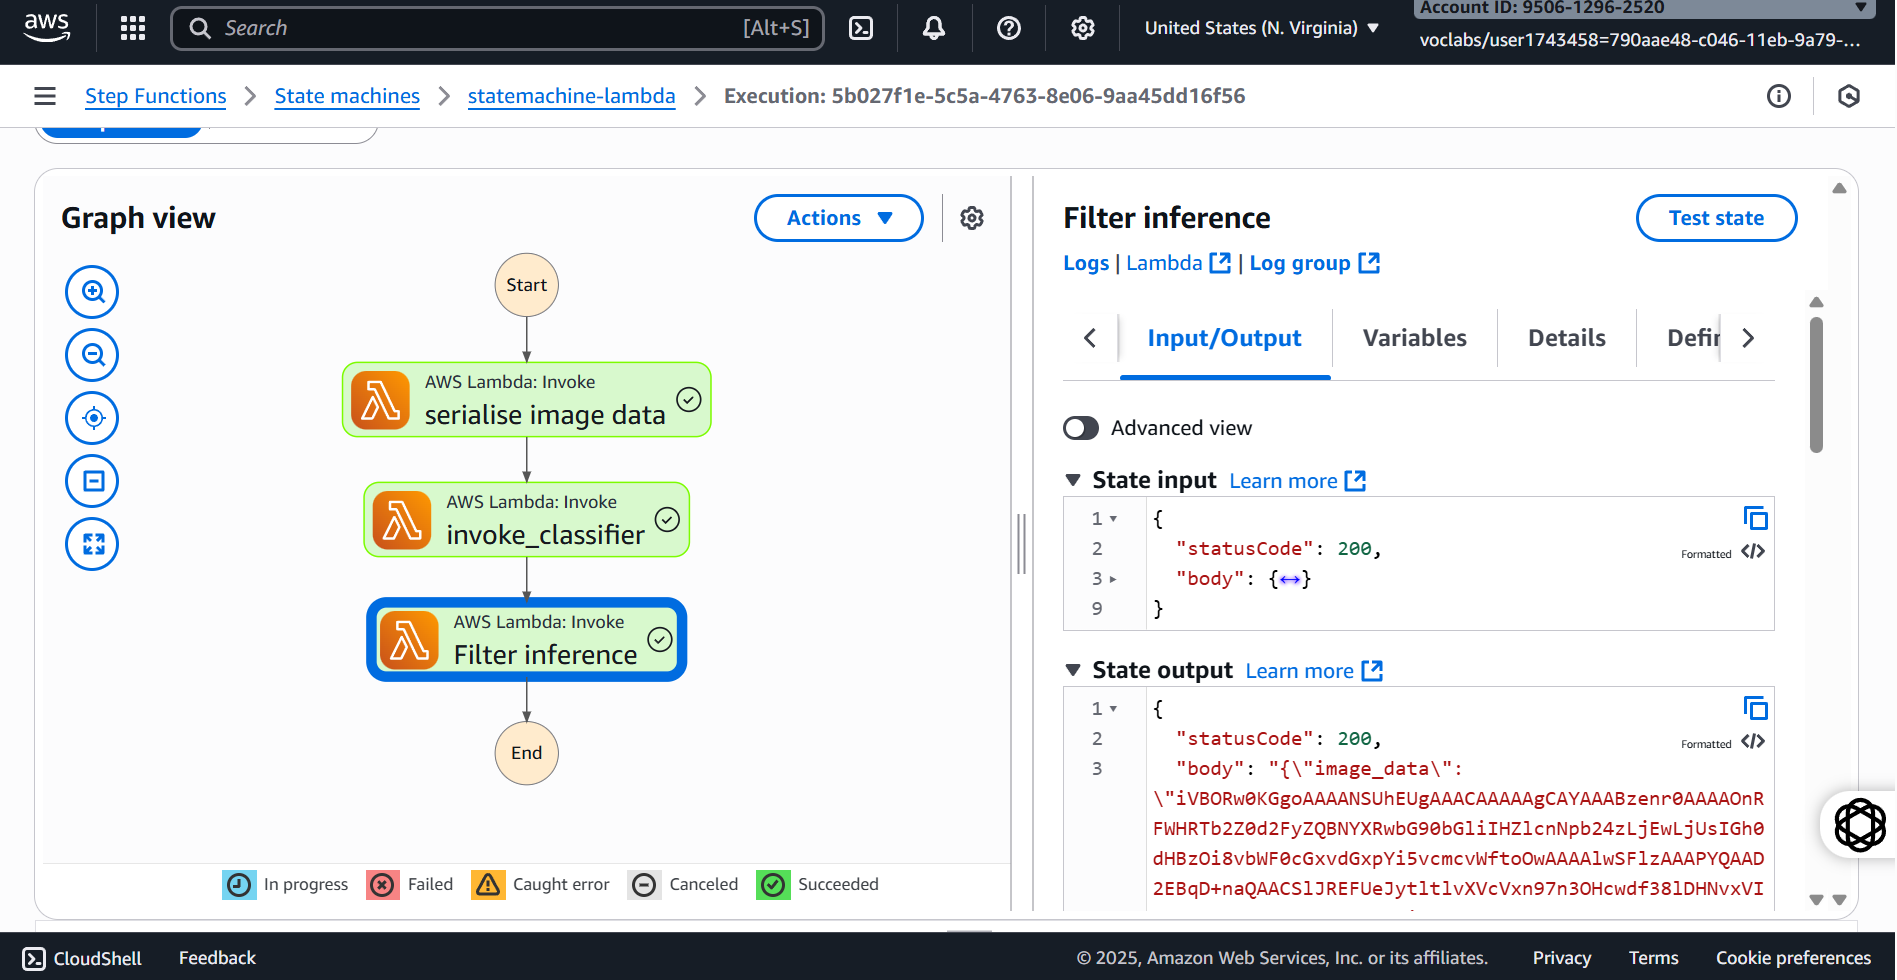 aws
Search [Alt+S]
United States (N. Virginia)
Account ID: 9506-1296-2520
voclabs/user1743458=790aae48-c046-11eb-9a79-...
Step Functions > State machines > statemachine-lambda > Execution: 5b027f1e-5c5a-4763-8e06-9aa45dd16f56
Graph view
Actions
Start
AWS Lambda: Invoke
serialise image data
AWS Lambda: Invoke
invoke_classifier
AWS Lambda: Invoke
Filter inference
End
In progress Failed Caught error Canceled Succeeded
Filter inference
Test state
Logs | Lambda | Log group
Input/Output Variables Details Defin
Advanced view
State input Learn more
1 {
2 "statusCode": 200,
3 "body": {↔}
9 }
Formatted </>
State output Learn more
1 {
2 "statusCode": 200,
3 "body": "{\"image_data\":
\"iVBORw0KGgoAAAANSUhEUgAAACAAAAAgCAYAAABzenr0AAAAOnR
FWHRTb2Z0d2FyZQBNYXRwbG90bGliIHZlcnNpb24zLjEwLjUsIGh0
dHBzOi8vbWF0cGxvdGxpYi5vcmcvWftoOwAAAAlwSFlzAAAPYQAAD
2EBqD+naQAACSlJREFUeJytltlvXVcVxn97n3OHcwdf38lDHNvxVI
Formatted </>
CloudShell Feedback
© 2025, Amazon Web Services, Inc. or its affiliates. Privacy Terms Cookie preferences